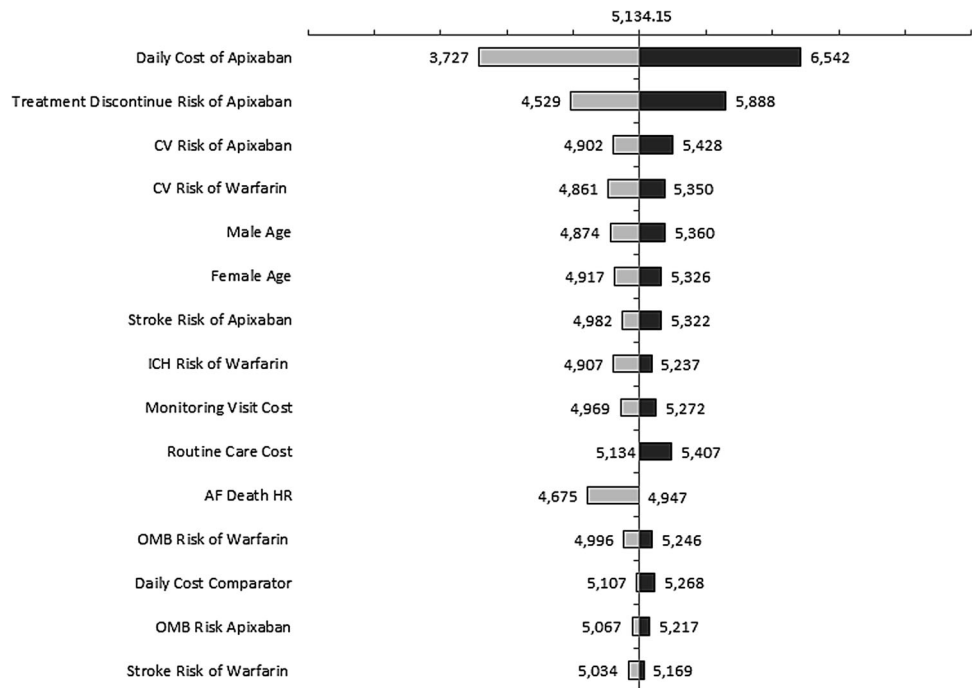 5,134.15
Daily Cost of Apixaban 3,727 6,542
Treatment Discontinue Risk of Apixaban 4,529 5,888
CV Risk of Apixaban 4,902 5,428
CV Risk of Warfarin 4,861 5,350
Male Age 4,874 5,360
Female Age 4,917 5,326
Stroke Risk of Apixaban 4,982 5,322
ICH Risk of Warfarin 4,907 5,237
Monitoring Visit Cost 4,969 5,272
Routine Care Cost 5,134 5,407
AF Death HR 4,675 4,947
OMB Risk of Warfarin 4,996 5,246
Daily Cost Comparator 5,107 5,268
OMB Risk Apixaban 5,067 5,217
Stroke Risk of Warfarin 5,034 5,169